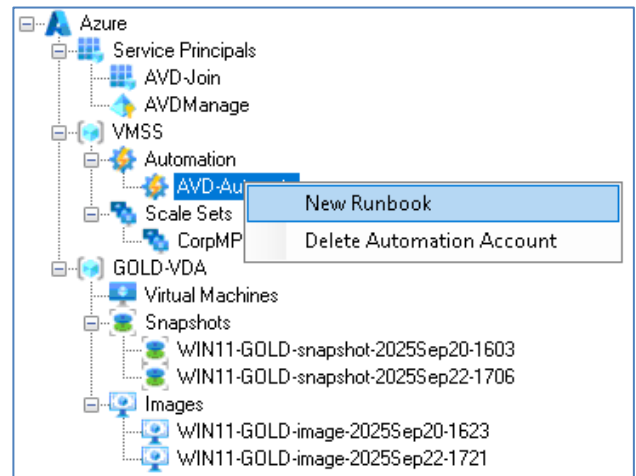 Azure
Service Principals
AVD-Join
AVDManage
VMSS
Automation
New Runbook
Scale Sets
Delete Automation Account
CorpMP
GOLD-VDA
Virtual Machines
Snapshots
WIN11-GOLD-snapshot-2025Sep20-1603
WIN11-GOLD-snapshot-2025Sep22-1706
Images
WIN11-GOLD-image-2025Sep20-1623
WIN11-GOLD-image-2025Sep22-1721